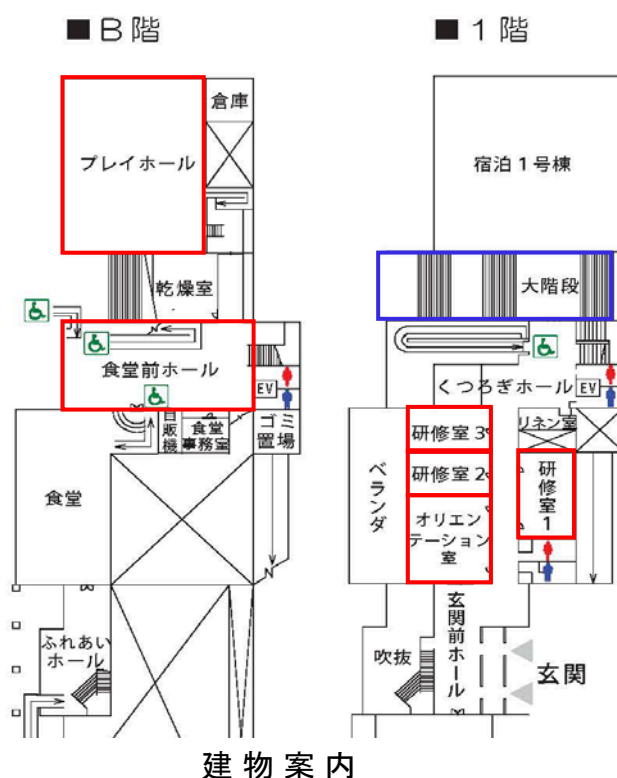 ■B階
■1階
倉庫
プレイホール
乾燥室
食堂前ホール
EV
自販機
食堂
事務室
ゴミ
置場
食堂
ふれあい
ホール
宿泊1号棟
大階段
くつろぎホール
EV
リネン室
研修室3
研修室2
オリエン
テーション
室
研修室1
ベランダ
玄関前ホール
吹抜
玄関
建物案内